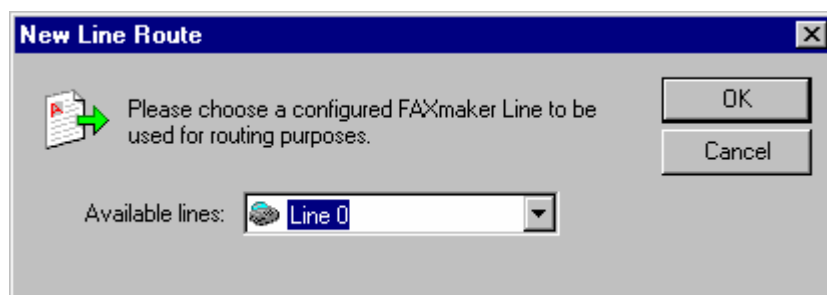 New Line Route
Please choose a configured FAXmaker Line to be
used for routing purposes.
OK
Cancel
Available lines: Line 0